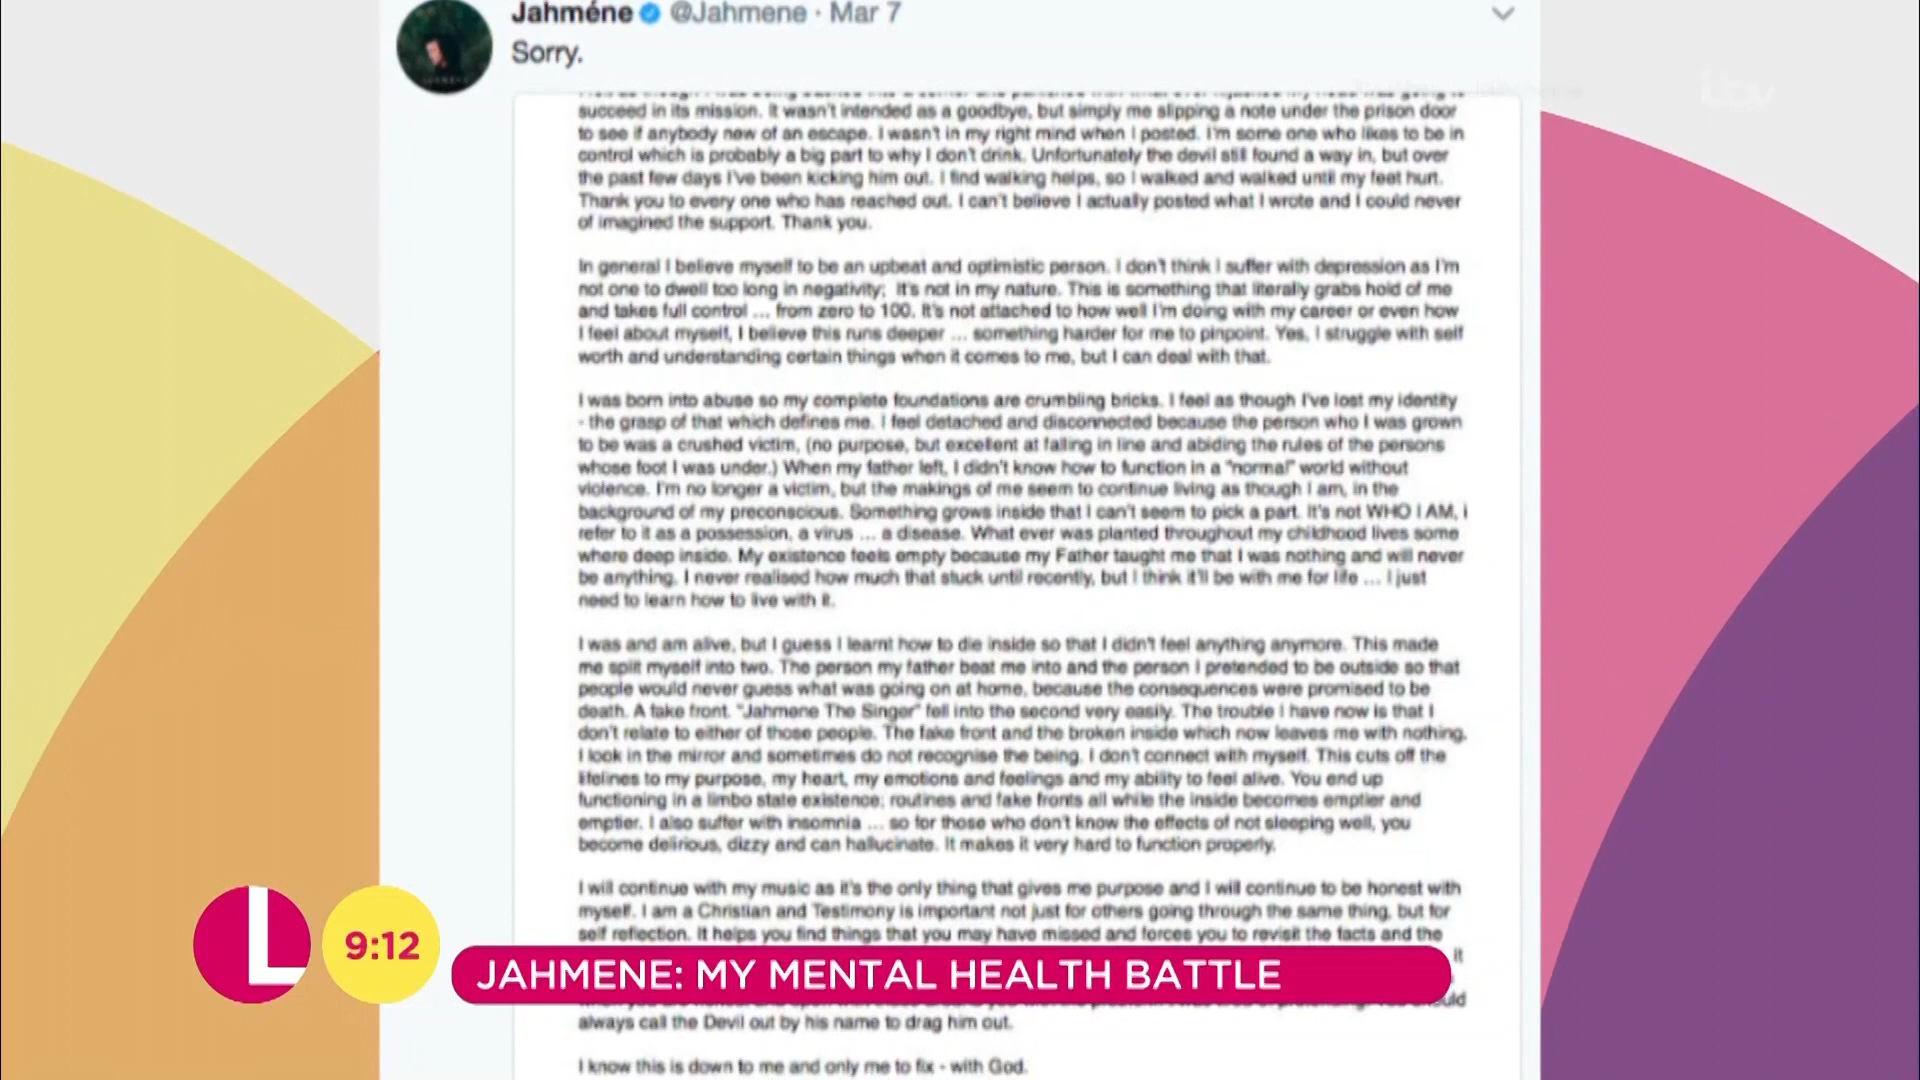 Jahméne @Jahmene · Mar 7
Sorry.
itv
succeed in its mission. It wasn't intended as a goodbye, but simply me slipping a note under the prison door
to see if anybody new of an escape. I wasn't in my right mind when I posted. I'm some one who likes to be in
control which is probably a big part to why I don't drink. Unfortunately the devil still found a way in, but over
the past few days I've been kicking him out. I find walking helps, so I walked and walked until my feet hurt.
Thank you to every one who has reached out. I can't believe I actually posted what I wrote and I could never
of imagined the support. Thank you.
In general I believe myself to be an upbeat and optimistic person. I don't think I suffer with depression as I'm
not one to dwell too long in negativity; It's not in my nature. This is something that literally grabs hold of me
and takes full control ... from zero to 100. It's not attached to how well I'm doing with my career or even how
I feel about myself, I believe this runs deeper ... something harder for me to pinpoint. Yes, I struggle with self
worth and understanding certain things when it comes to me, but I can deal with that.
I was born into abuse so my complete foundations are crumbling bricks. I feel as though I've lost my identity
- the grasp of that which defines me. I feel detached and disconnected because the person who I was grown
to be was a crushed victim, (no purpose, but excellent at falling in line and abiding the rules of the persons
whose foot I was under.) When my father left, I didn't know how to function in a "normal" world without
violence. I'm no longer a victim, but the makings of me seem to continue living as though I am, in the
background of my preconscious. Something grows inside that I can't seem to pick a part. It's not WHO I AM, i
refer to it as a possession, a virus ... a disease. What ever was planted throughout my childhood lives some
where deep inside. My existence feels empty because my Father taught me that I was nothing and will never
be anything. I never realised how much that stuck until recently, but I think it'll be with me for life ... I just
need to learn how to live with it.
I was and am alive, but I guess I learnt how to die inside so that I didn't feel anything anymore. This made
me split myself into two. The person my father beat me into and the person I pretended to be outside so that
people would never guess what was going on at home, because the consequences were promised to be
death. A fake front. "Jahmene The Singer" fell into the second very easily. The trouble I have now is that I
don't relate to either of those people. The fake front and the broken inside which now leaves me with nothing.
I look in the mirror and sometimes do not recognise the being. I don't connect with myself. This cuts off the
lifelines to my purpose, my heart, my emotions and feelings and my ability to feel alive. You end up
functioning in a limbo state existence; routines and fake fronts all while the inside becomes emptier and
emptier. I also suffer with insomnia ... so for those who don't know the effects of not sleeping well, you
become delirious, dizzy and can hallucinate. It makes it very hard to function properly.
I will continue with my music as it's the only thing that gives me purpose and I will continue to be honest with
myself. I am a Christian and Testimony is important not just for others going through the same thing, but for
self reflection. It helps you find things that you may have missed and forces you to revisit the facts and the
it
always call the Devil out by his name to drag him out.
I know this is down to me and only me to fix - with God.
L 9:12
JAHMENE: MY MENTAL HEALTH BATTLE